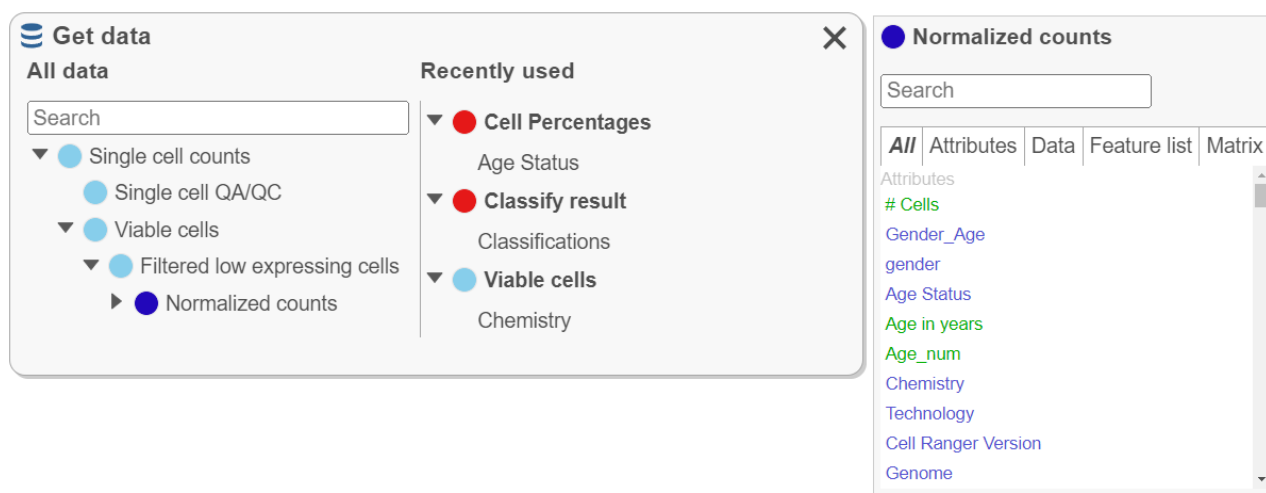 Get data
All data
Search
Single cell counts
Single cell QA/QC
Viable cells
Filtered low expressing cells
Normalized counts
Recently used
Cell Percentages
Age Status
Classify result
Classifications
Viable cells
Chemistry
Normalized counts
Search
All Attributes Data Feature list Matrix
Attributes
# Cells
Gender_Age
gender
Age Status
Age in years
Age_num
Chemistry
Technology
Cell Ranger Version
Genome